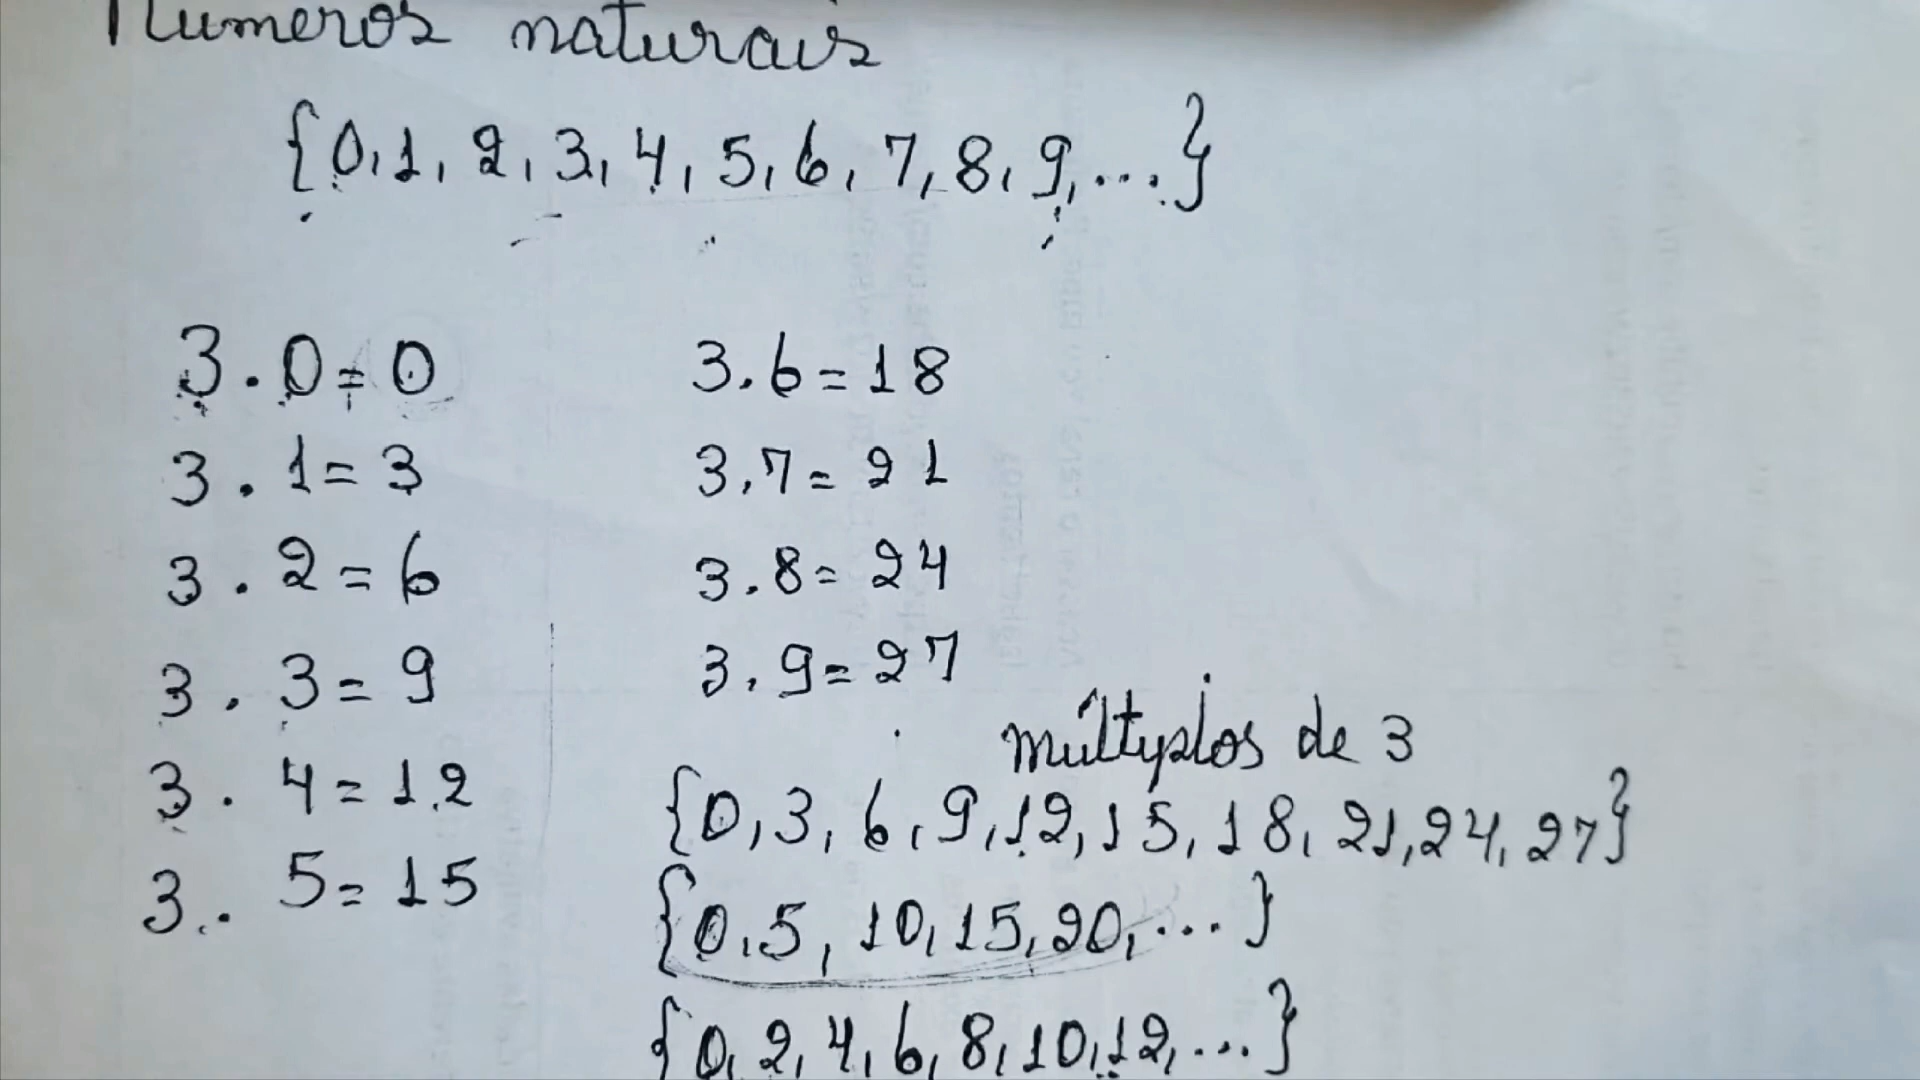 Numeros naturais
{0, 1, 2, 3, 4, 5, 6, 7, 8, 9, ...}
3 . 0 = 0
3 . 1 = 3
3 . 2 = 6
3 . 3 = 9
3 . 4 = 12
3 . 5 = 15
3 . 6 = 18
3 . 7 = 21
3 . 8 = 24
3 . 9 = 27
múltyplos de 3
{0, 3, 6, 9, 12, 15, 18, 21, 24, 27}
{0, 5, 10, 15, 20, ...}
{0, 2, 4, 6, 8, 10, 12, ...}